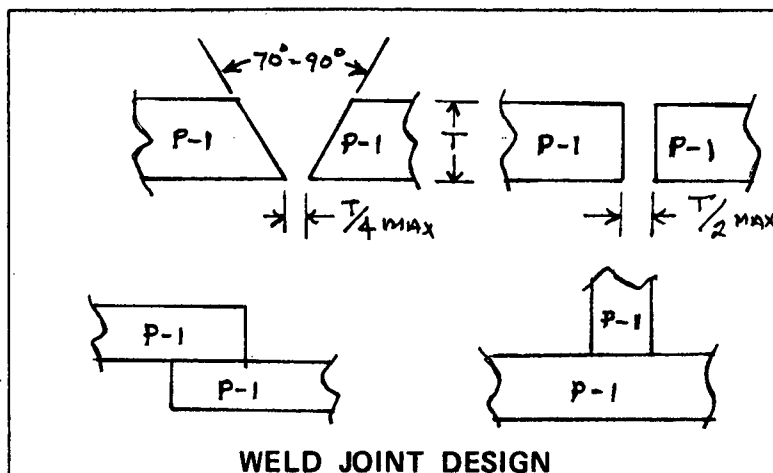 70°-90°
P-1 P-1 T P-1 P-1
T/4 MAX T/2 MAX
P-1 P-1
P-1 P-1
WELD JOINT DESIGN